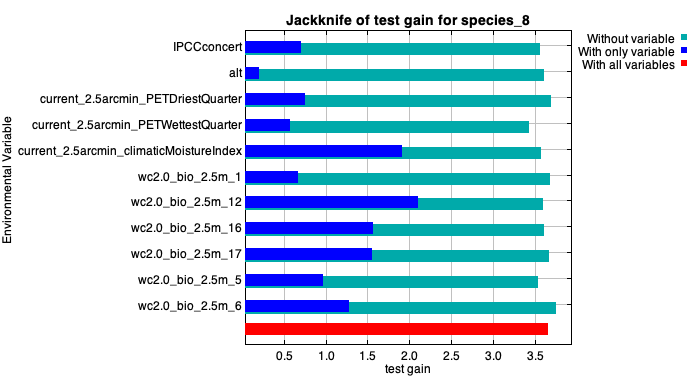 Jackknife of test gain for species_8
Without variable
With only variable
With all variables
Environmental Variable
IPCCconcert
alt
current_2.5arcmin_PETDriestQuarter
current_2.5arcmin_PETWettestQuarter
current_2.5arcmin_climaticMoistureIndex
wc2.0_bio_2.5m_1
wc2.0_bio_2.5m_12
wc2.0_bio_2.5m_16
wc2.0_bio_2.5m_17
wc2.0_bio_2.5m_5
wc2.0_bio_2.5m_6
0.5 1.0 1.5 2.0 2.5 3.0 3.5
test gain